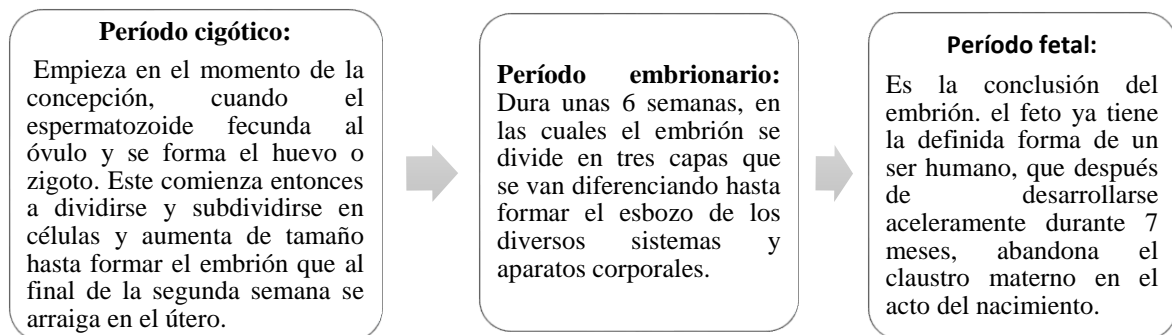 Período cigótico:
Empieza en el momento de la
concepción, cuando el
espermatozoide fecunda al
óvulo y se forma el huevo o
zigoto. Este comienza entonces
a dividirse y subdividirse en
células y aumenta de tamaño
hasta formar el embrión que al
final de la segunda semana se
arraiga en el útero.
Período embrionario:
Dura unas 6 semanas, en
las cuales el embrión se
divide en tres capas que
se van diferenciando hasta
formar el esbozo de los
diversos sistemas y
aparatos corporales.
Período fetal:
Es la conclusión del
embrión. el feto ya tiene
la definida forma de un
ser humano, que después
de desarrollarse
aceleramente durante 7
meses, abandona el
claustro materno en el
acto del nacimiento.